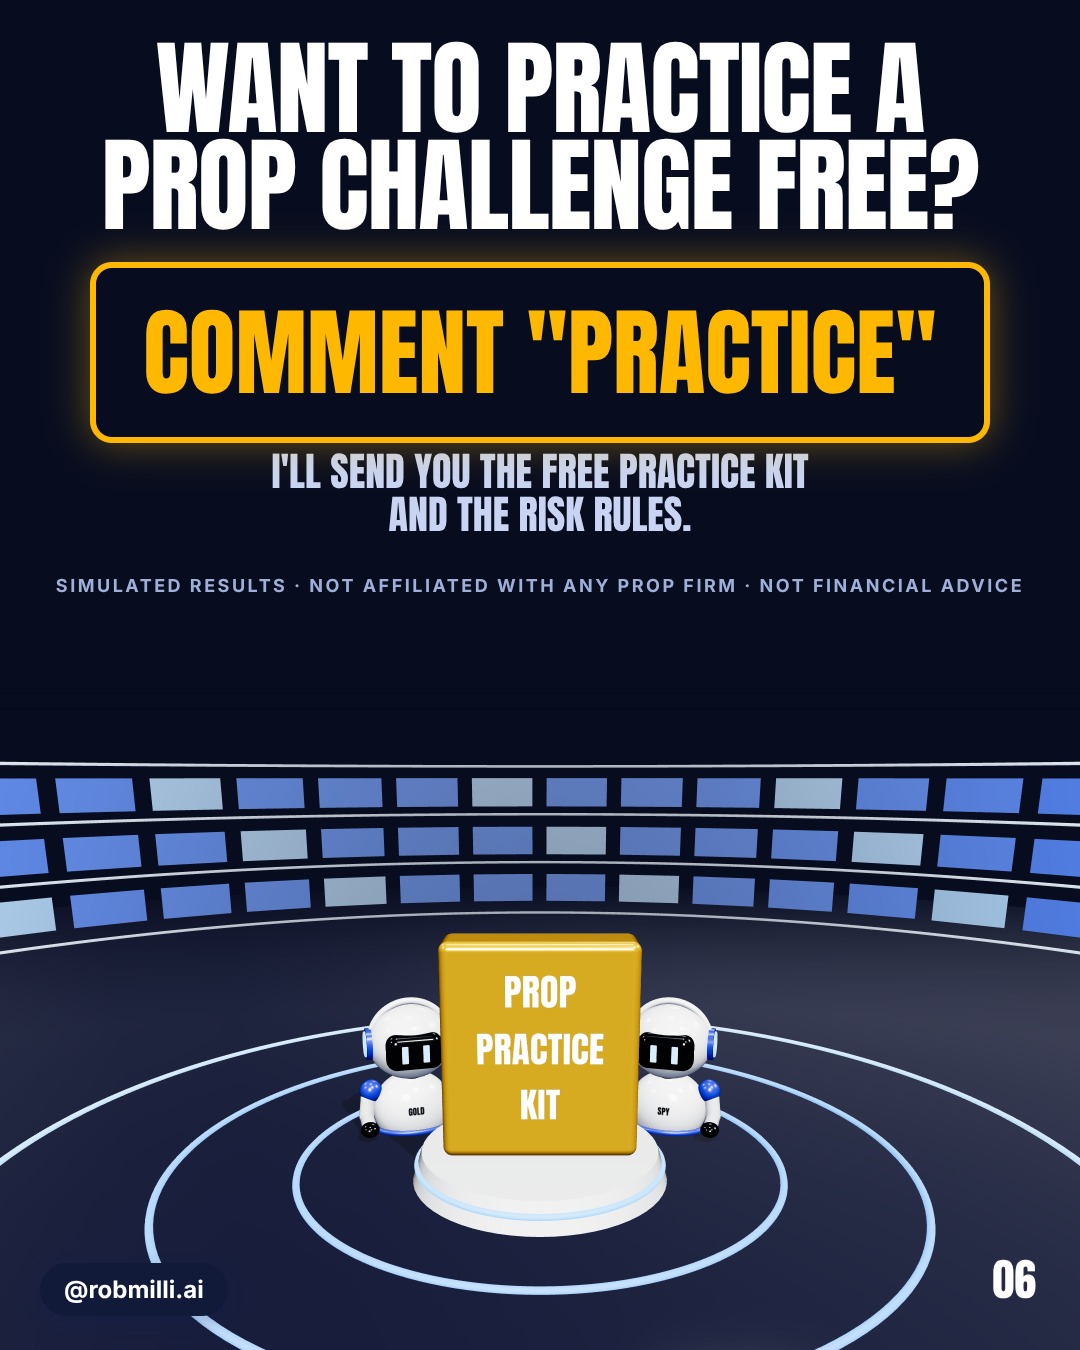 WANT TO PRACTICE A
PROP CHALLENGE FREE?
COMMENT "PRACTICE"
I'LL SEND YOU THE FREE PRACTICE KIT
AND THE RISK RULES.
SIMULATED RESULTS · NOT AFFILIATED WITH ANY PROP FIRM · NOT FINANCIAL ADVICE
PROP
PRACTICE
KIT
GOLD
SPY
@robmilli.ai
06